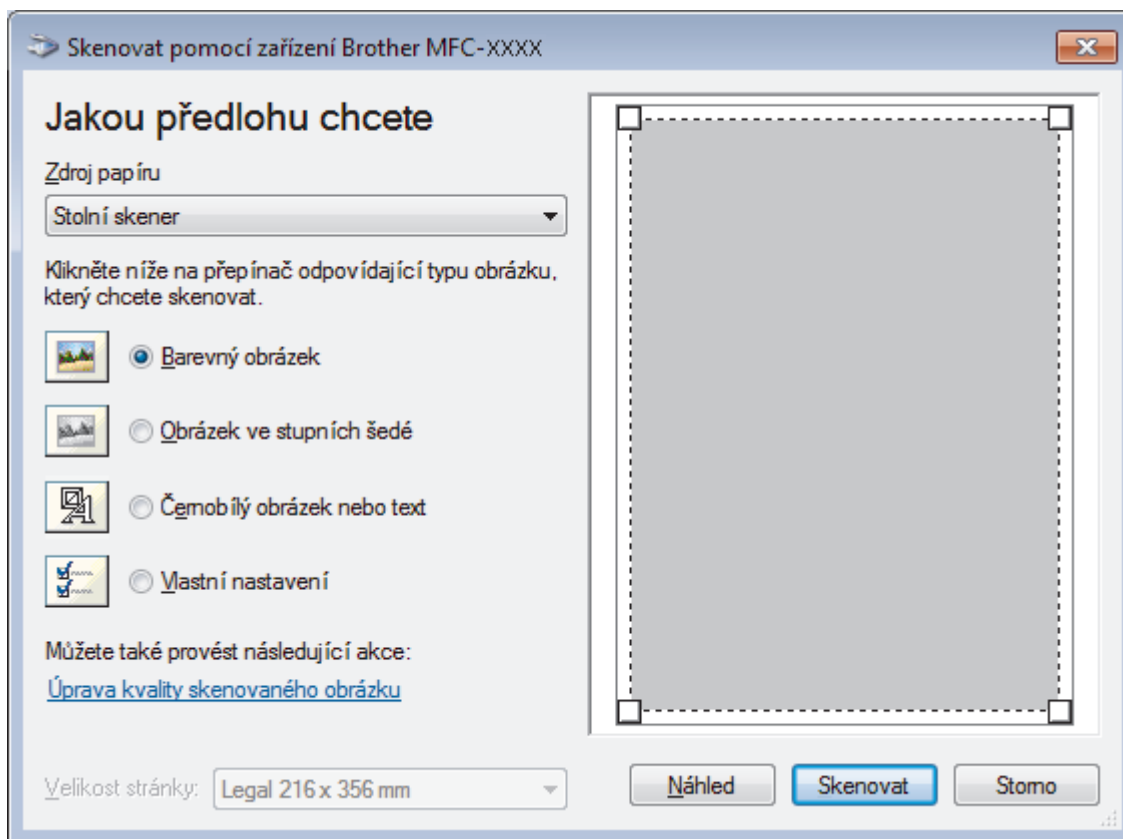 Skenovat pomocí zařízení Brother MFC-XXXX
Jakou předlohu chcete
Zdroj papíru
Stolní skener
Klikněte níže na přepínač odpovídající typu obrázku,
který chcete skenovat.
Barevný obrázek
Obrázek ve stupních šedé
Černobílý obrázek nebo text
Vlastní nastavení
Můžete také provést následující akce:
Úprava kvality skenovaného obrázku
Velikost stránky: Legal 216 x 356 mm
Náhled Skenovat Storno